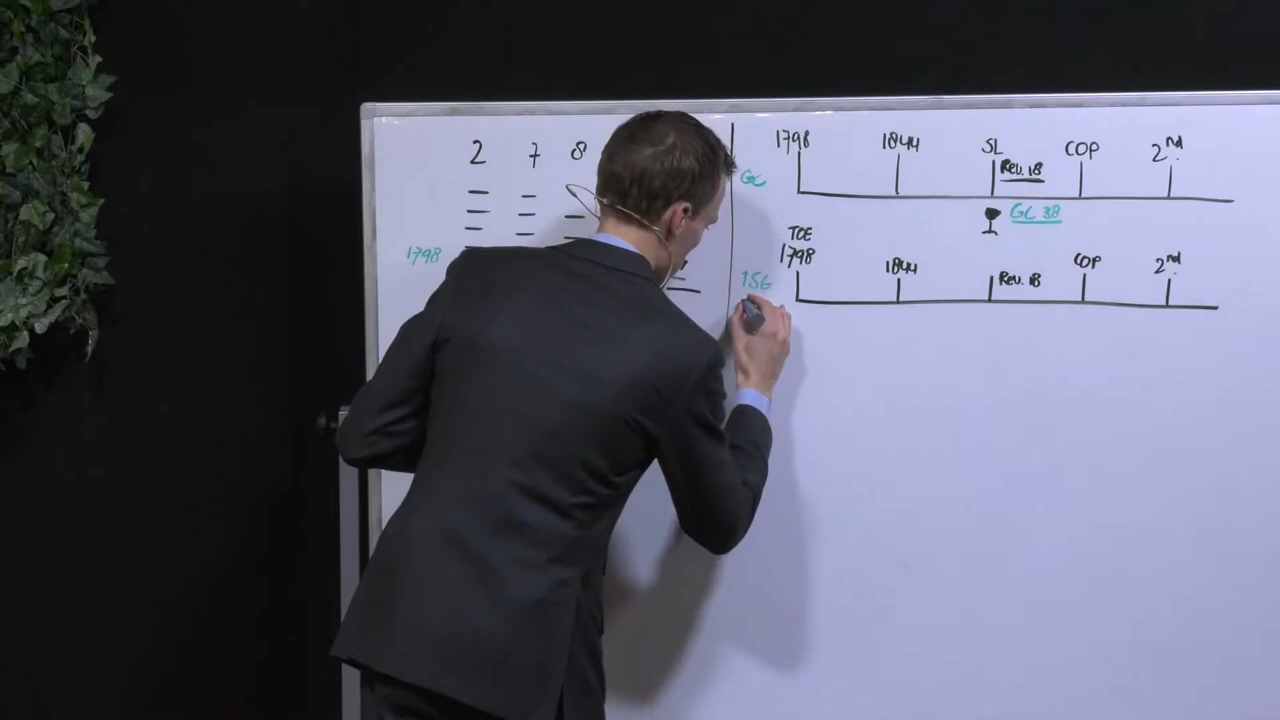 2 7 8
1798
GC
1798 1844 SL COP 2nd
Rev. 18
GC 38
TOE
1798 1844 Rev. 18 COP 2nd
1SG